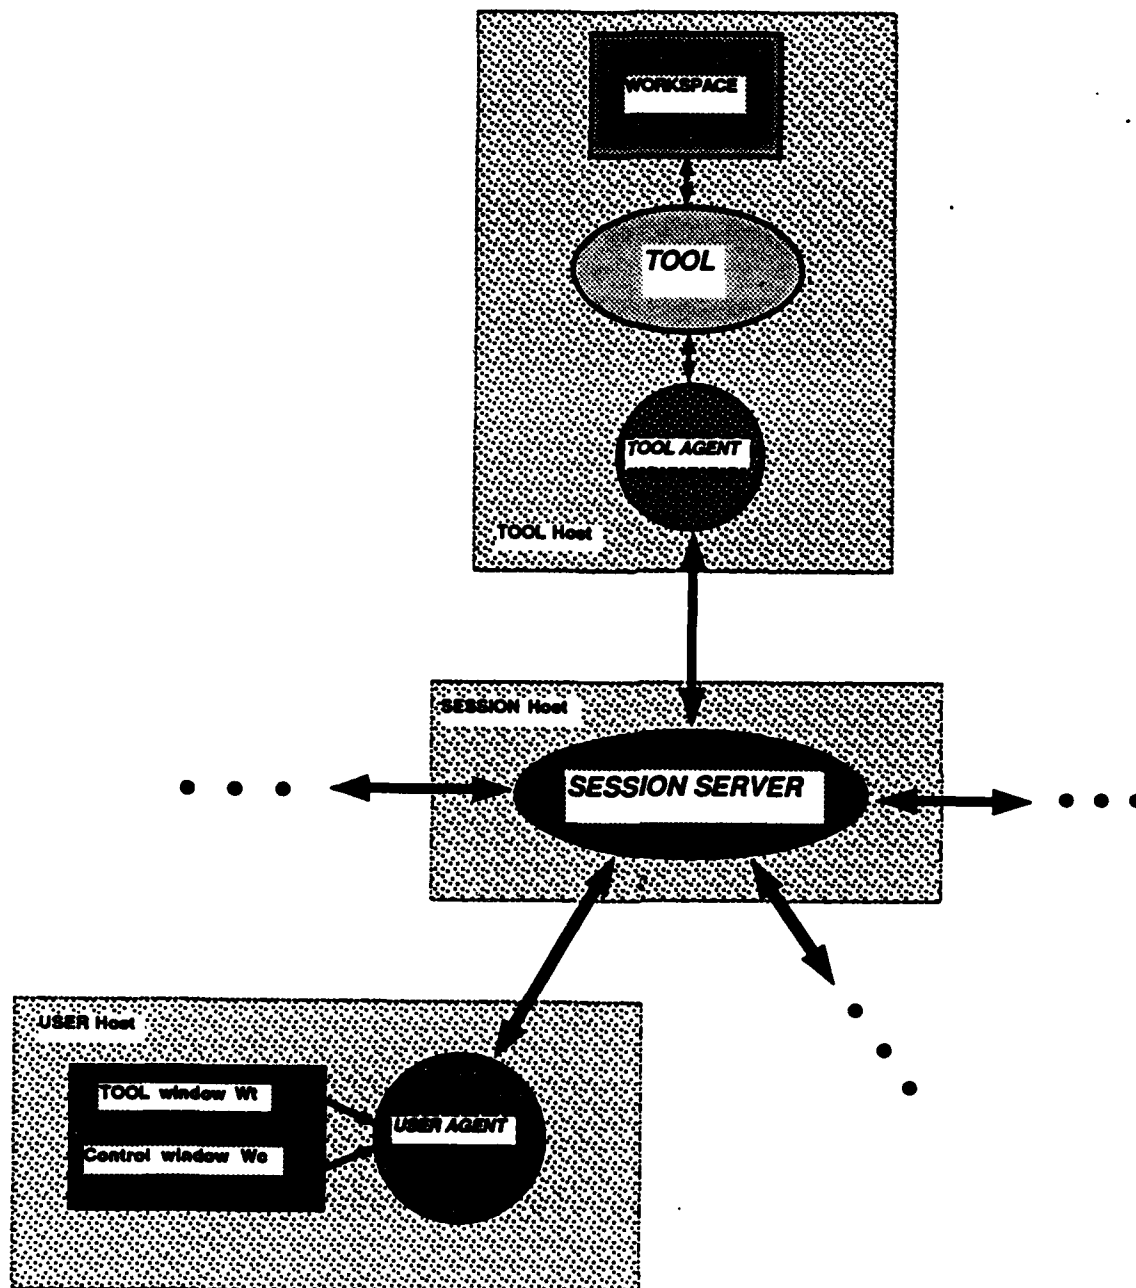 WORKSPACE
TOOL
TOOL AGENT
TOOL Host
SESSION Host
SESSION SERVER
USER Host
TOOL window Wt
USER AGENT
Control window Wc